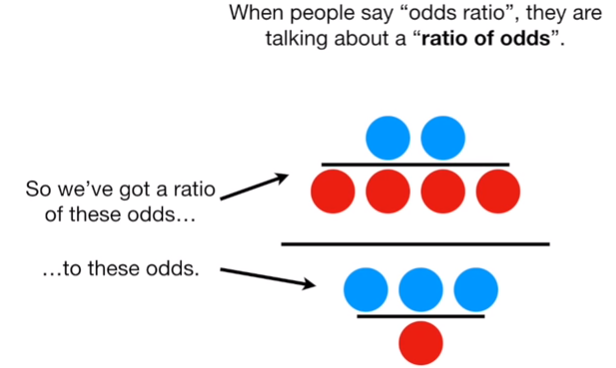 When people say “odds ratio”, they are
talking about a “ratio of odds”.
So we’ve got a ratio
of these odds…
…to these odds.